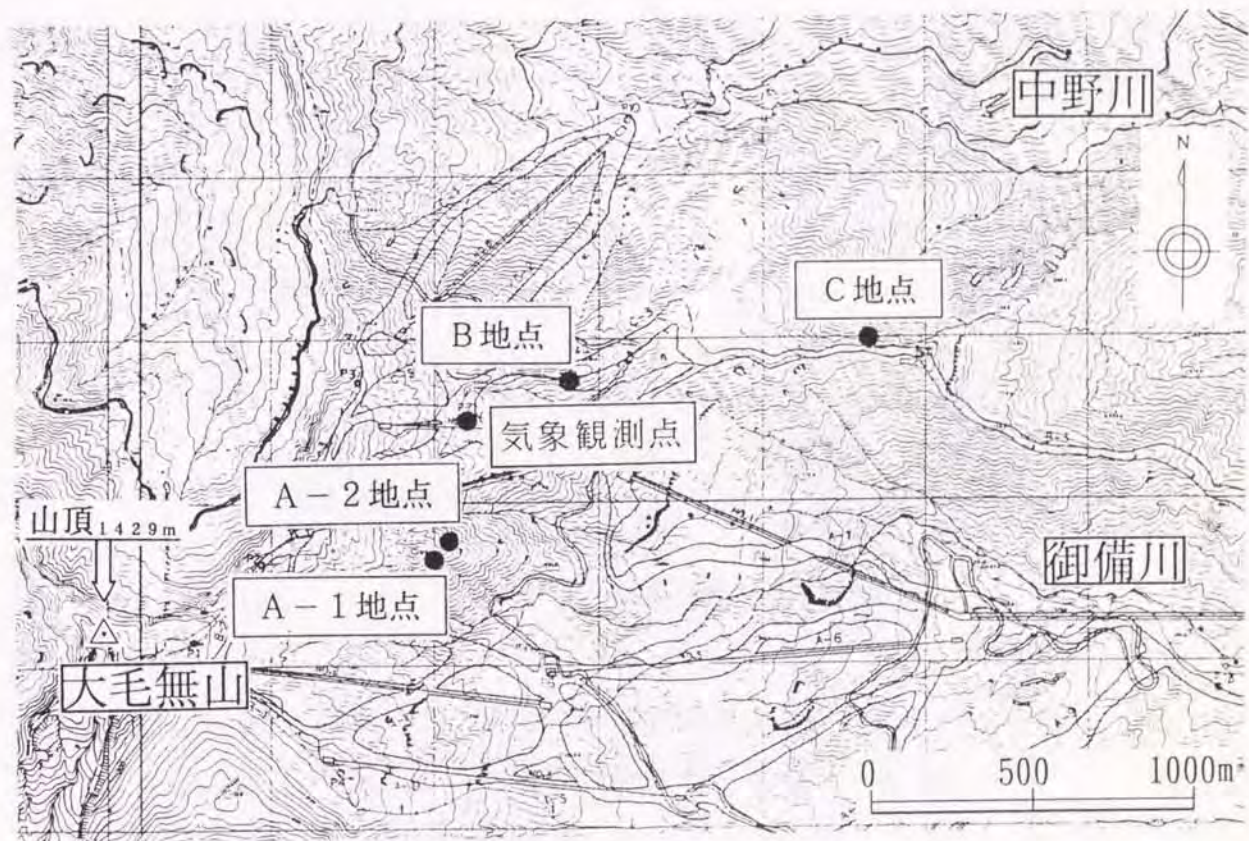 中野川
N
C地点
B地点
気象観測点
A－2地点
山頂1429m
御備川
A－1地点
A-6
大毛無山
0 500 1000m